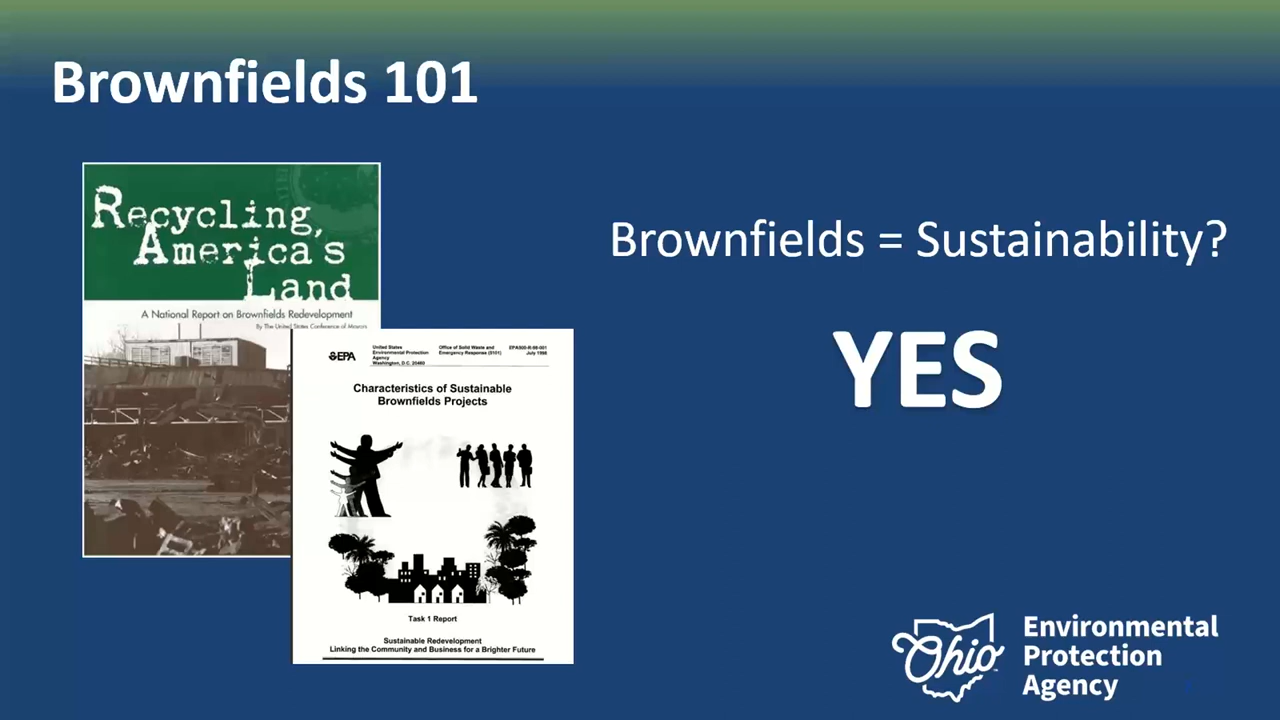 Brownfields 101
Recycling,
America's
Land
A National Report on Brownfields Redevelopment
By The United States Conference of Mayors
EPA
United States
Environmental Protection
Agency
Washington, D.C. 20460
Office of Solid Waste and
Emergency Response (5101)
July 1998
Characteristics of Sustainable
Brownfields Projects
Task 1 Report
Sustainable Redevelopment
Linking the Community and Business for a Brighter Future
Brownfields = Sustainability?
YES
Ohio
Environmental
Protection
Agency